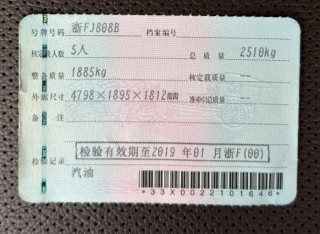 号牌号码 浙FJ808B 档案编号
核定载人数 5人 总质量 2510kg
整备质量 1885kg 核定载质量 --
外廓尺寸 4798×1895×1812mm 准牵引总质量 --
备注
检验有效期至2019年01月浙F(00)
检验记录
汽油
*33X0022101646*